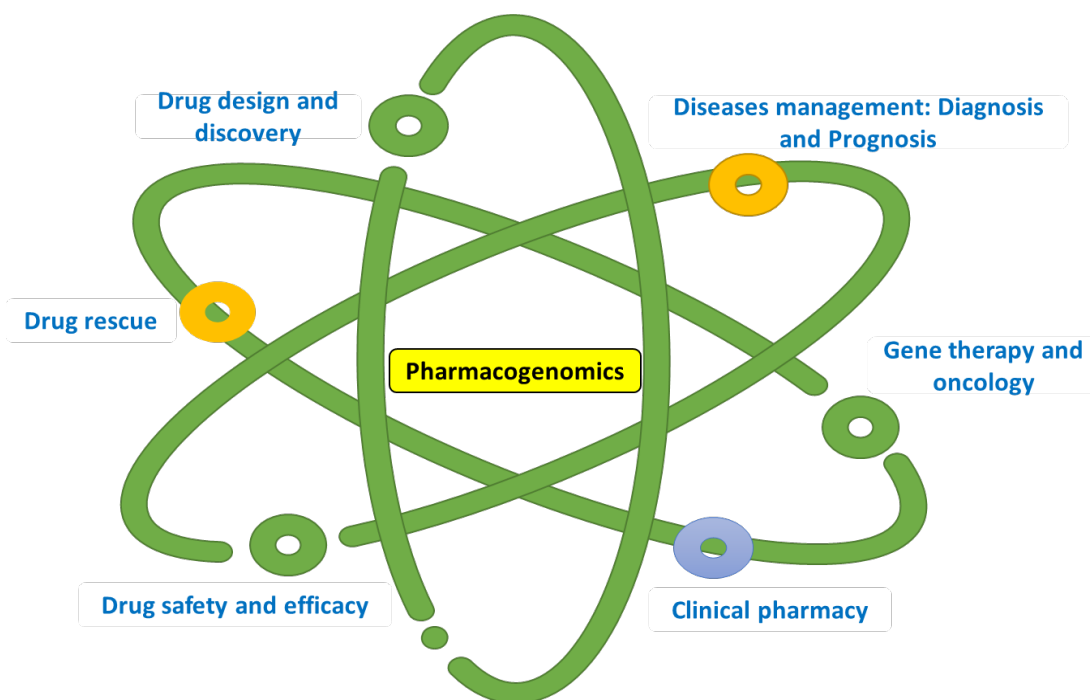 Drug design and
discovery
Diseases management: Diagnosis
and Prognosis
Drug rescue
Pharmacogenomics
Gene therapy and
oncology
Drug safety and efficacy
Clinical pharmacy